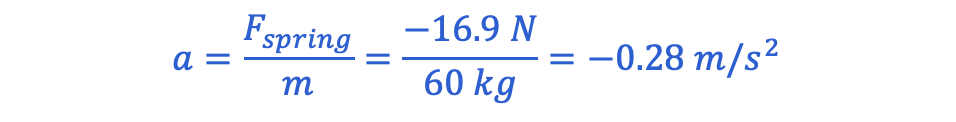 a = F_spring / m = −16.9 N / 60 kg = −0.28 m/s²